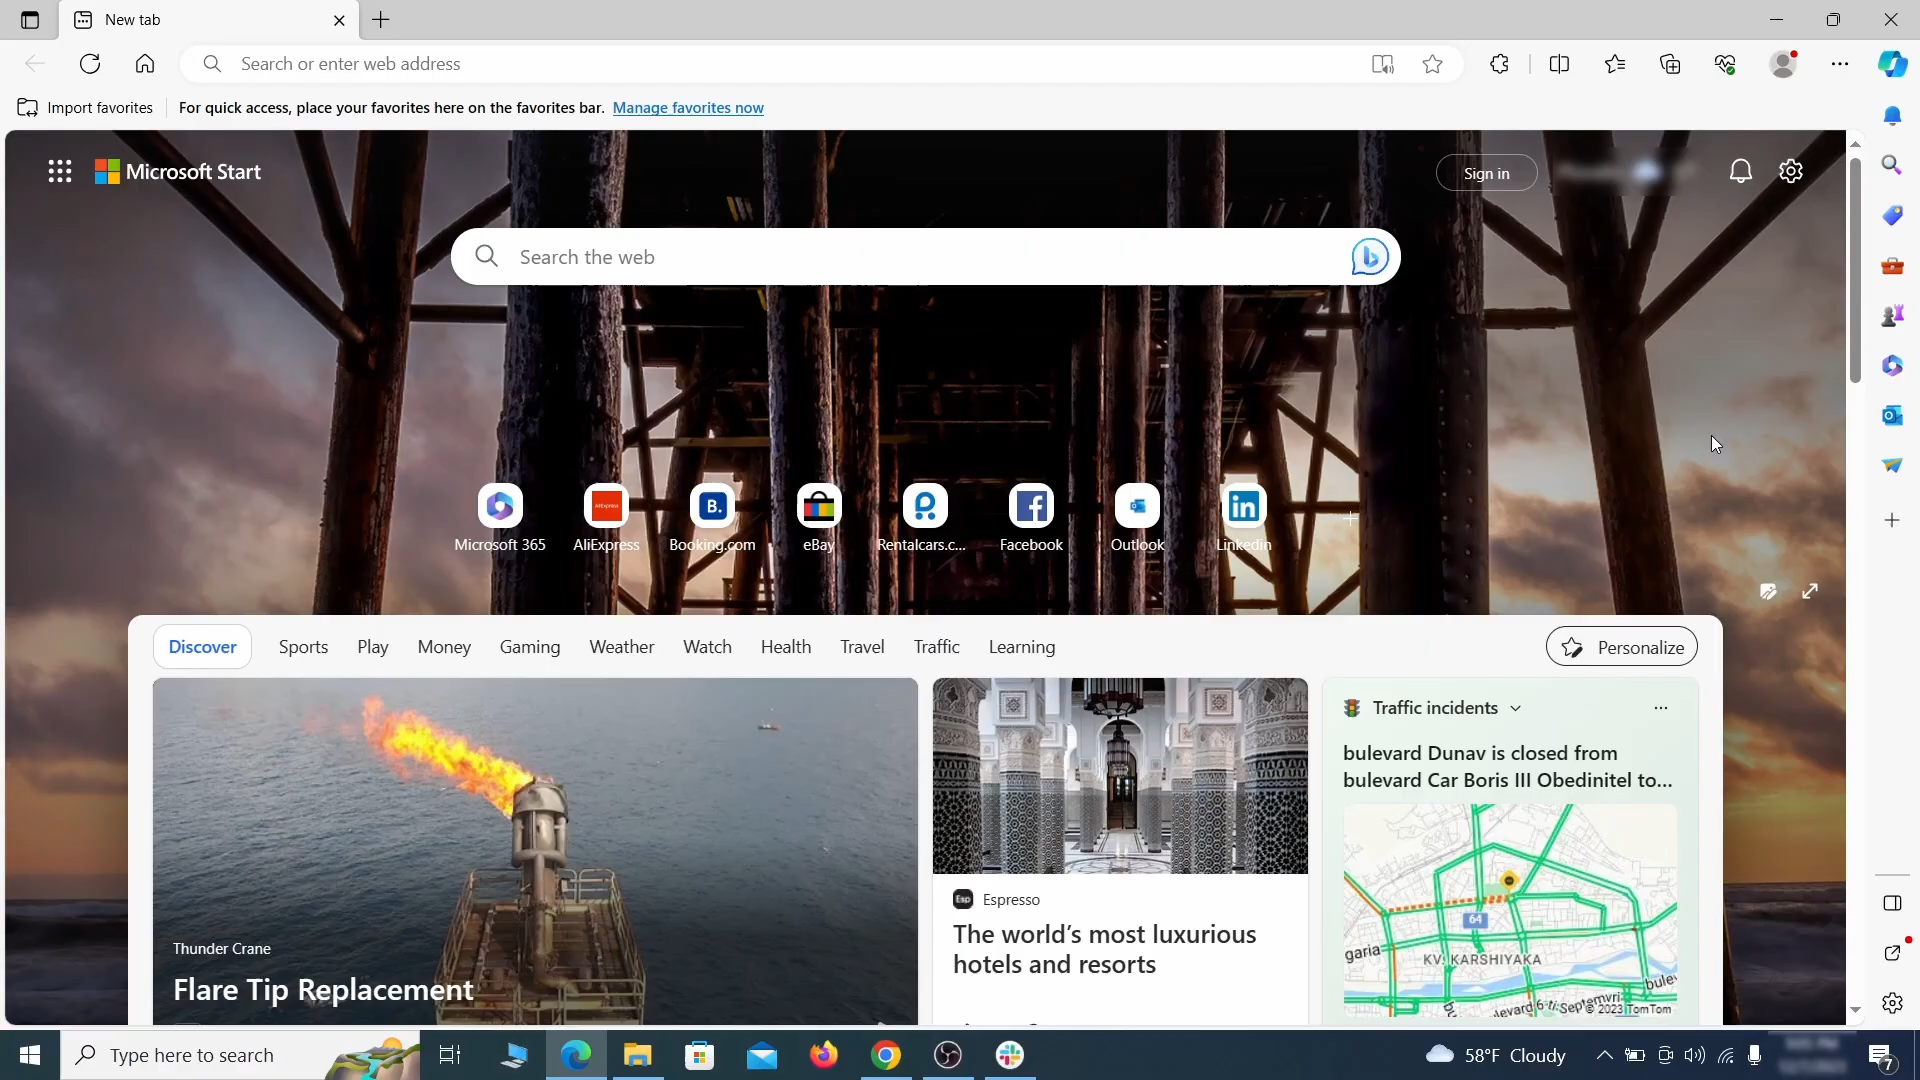 New tab
Search or enter web address
Import favorites
For quick access, place your favorites here on the favorites bar. Manage favorites now
Microsoft Start
Sign in
Search the web
Microsoft 365
AliExpress
Booking.com
eBay
Rentalcars.c...
Facebook
Outlook
Linkedin
Discover
Sports
Play
Money
Gaming
Weather
Watch
Health
Travel
Traffic
Learning
Personalize
Thunder Crane
Flare Tip Replacement
Esp Espresso
The world's most luxurious
hotels and resorts
Traffic incidents
bulevard Dunav is closed from
bulevard Car Boris III Obedinitel to...
64
garia
KV. KARSHIYAKA
© 2023 TomTom
Type here to search
58°F Cloudy
7